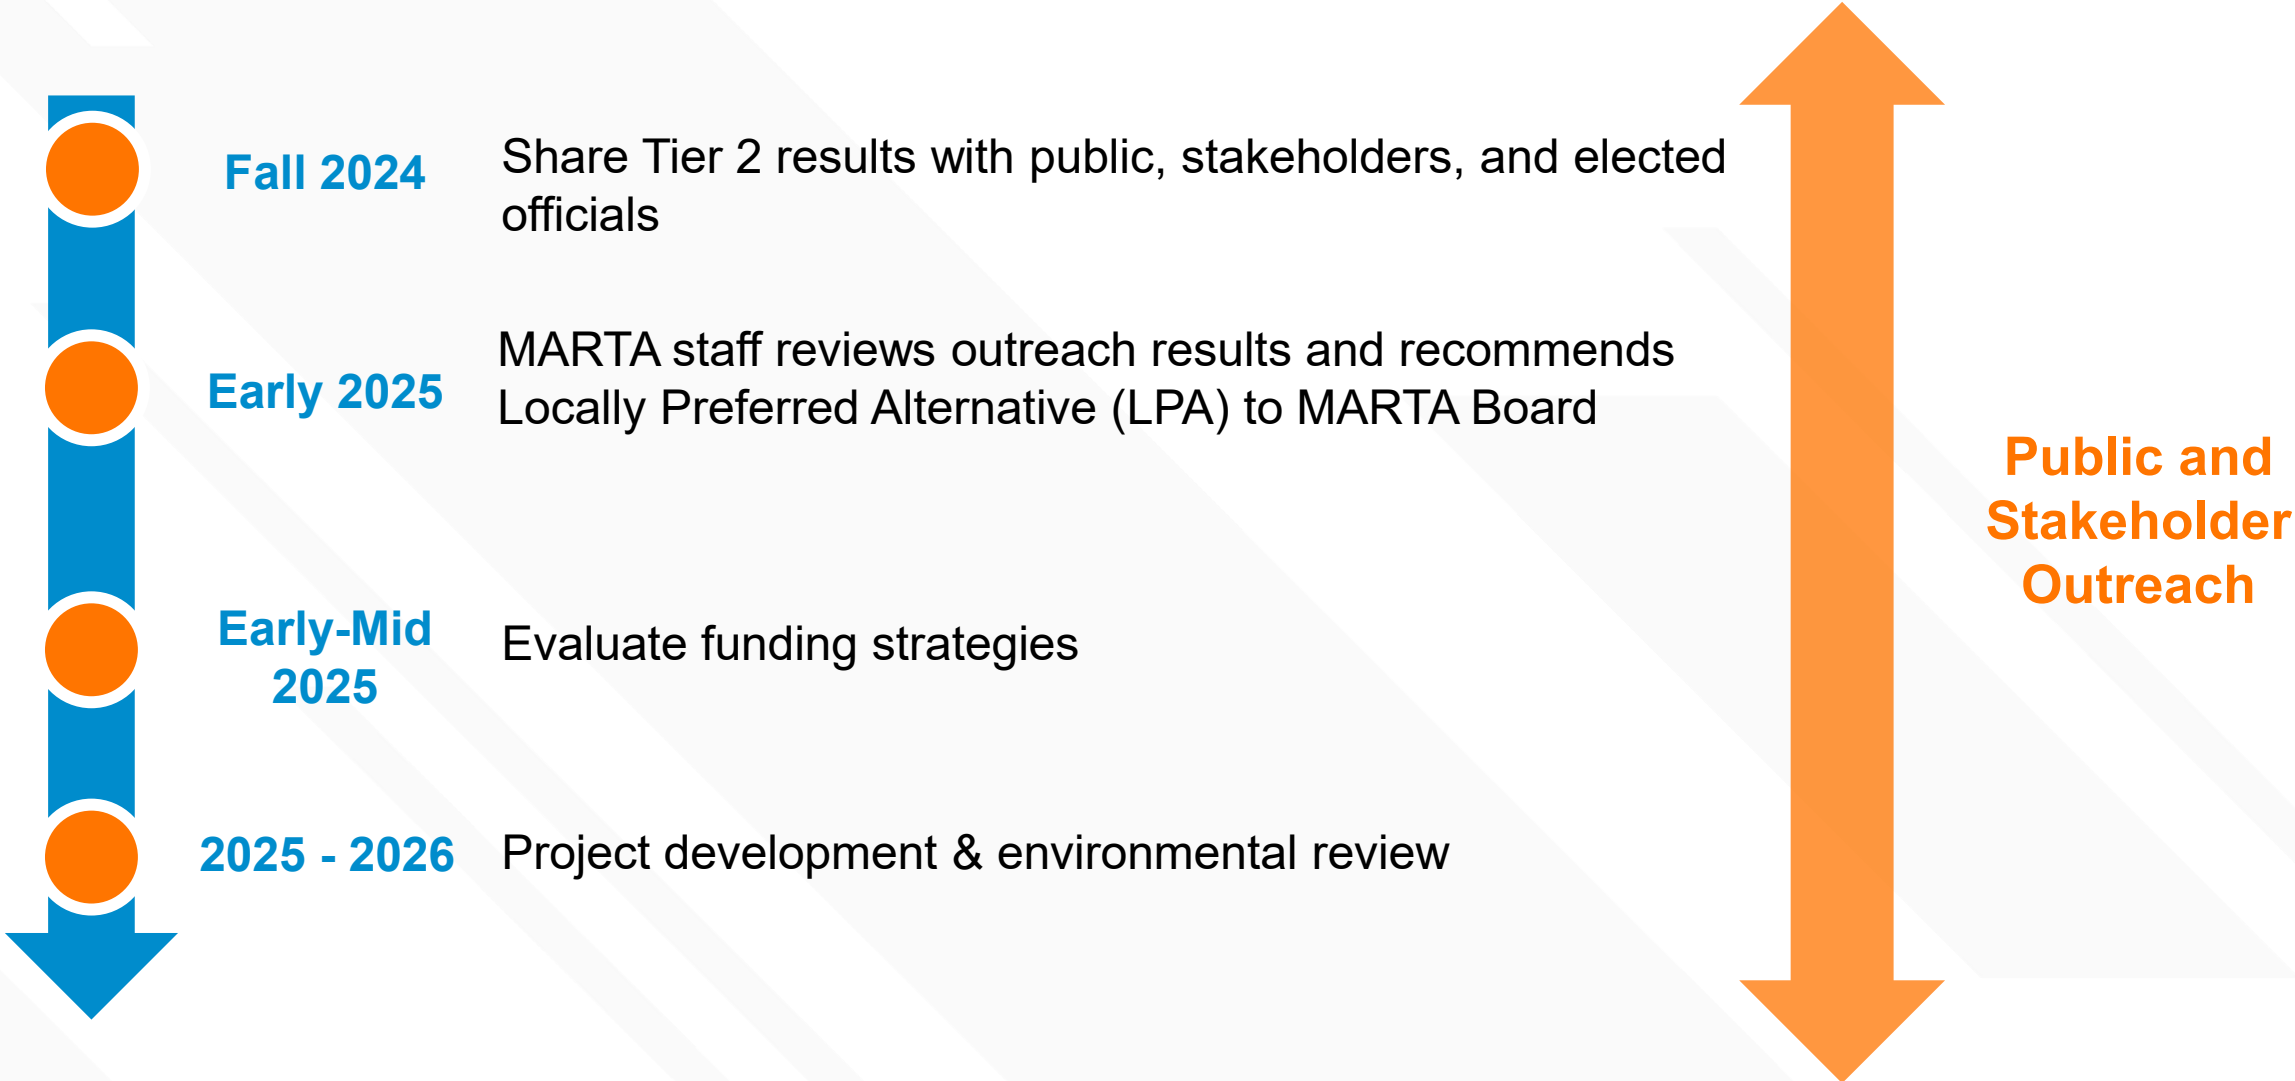 Fall 2024
Share Tier 2 results with public, stakeholders, and elected
officials
Early 2025
MARTA staff reviews outreach results and recommends
Locally Preferred Alternative (LPA) to MARTA Board
Early-Mid
2025
Evaluate funding strategies
2025 - 2026
Project development & environmental review
Public and
Stakeholder
Outreach